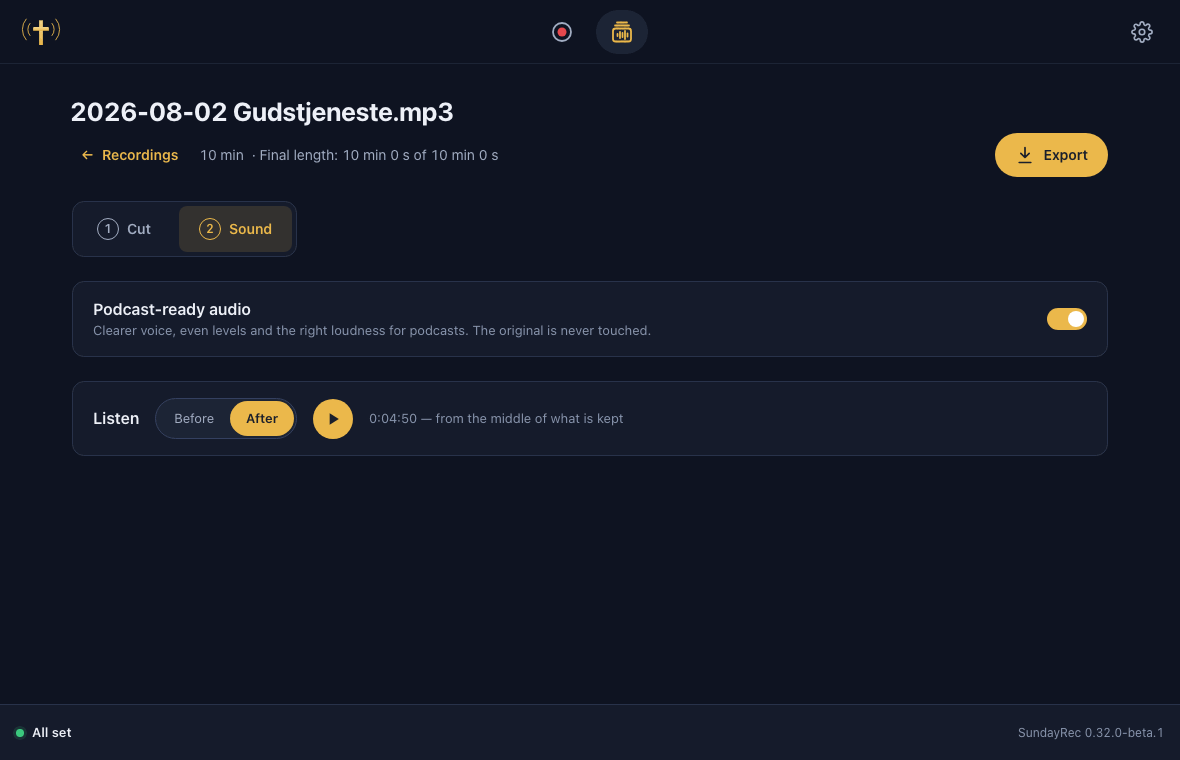 2026-08-02 Gudstjeneste.mp3
← Recordings 10 min · Final length: 10 min 0 s of 10 min 0 s
Export
1 Cut 2 Sound
Podcast-ready audio
Clearer voice, even levels and the right loudness for podcasts. The original is never touched.
Listen Before After 0:04:50 — from the middle of what is kept
All set SundayRec 0.32.0-beta.1